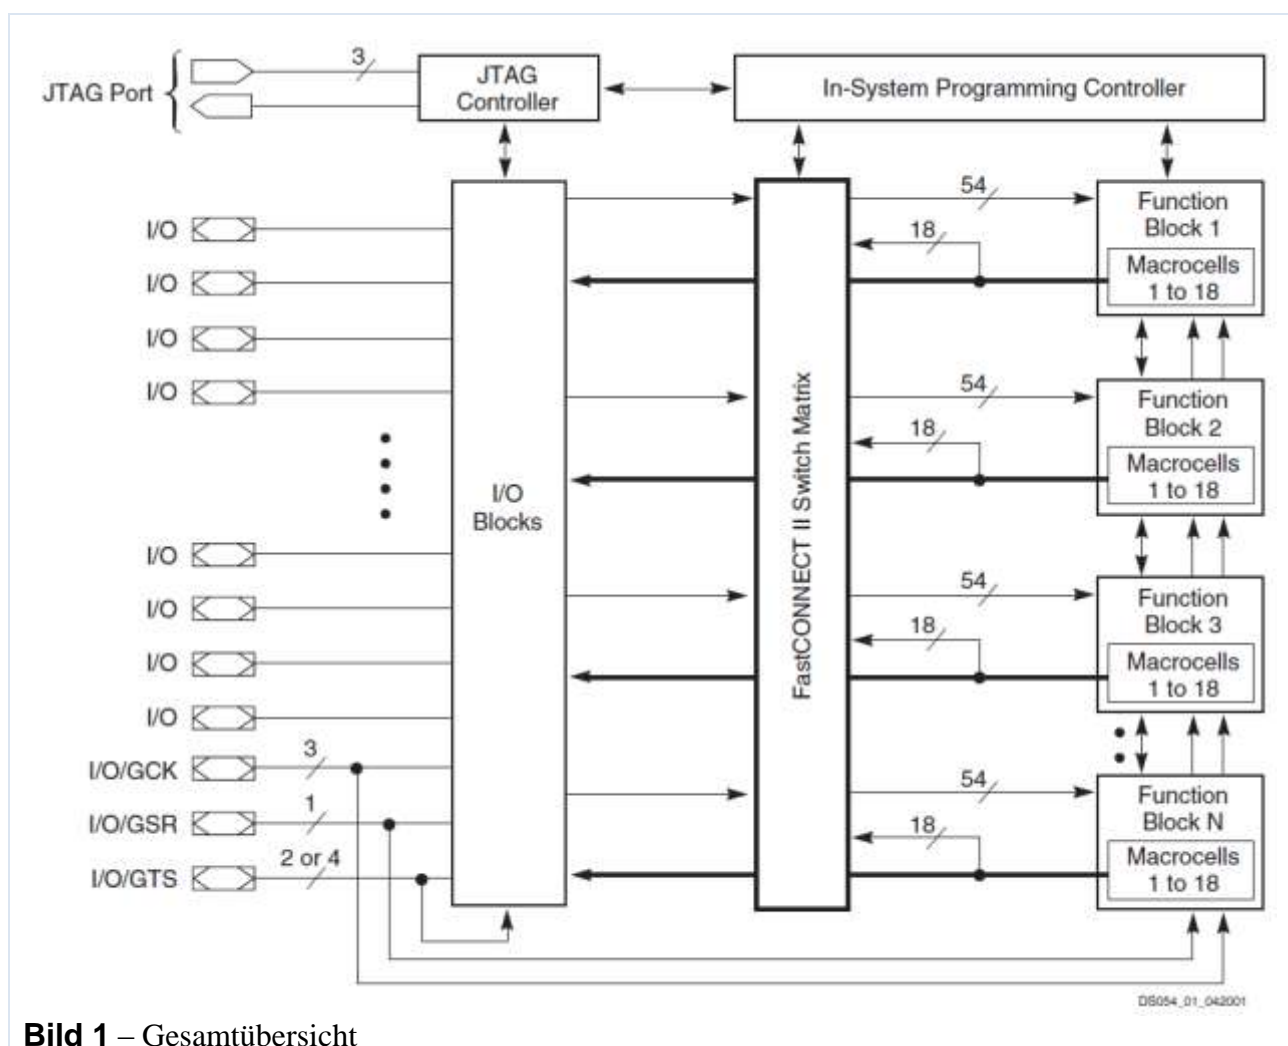 JTAG Port
3
JTAG
Controller
In-System Programming Controller
I/O
I/O
I/O
I/O
I/O
I/O
I/O
I/O
I/O/GCK
3
I/O/GSR
1
I/O/GTS
2 or 4
I/O
Blocks
FastCONNECT II Switch Matrix
54
18
Function
Block 1
Macrocells
1 to 18
54
18
Function
Block 2
Macrocells
1 to 18
54
18
Function
Block 3
Macrocells
1 to 18
54
18
Function
Block N
Macrocells
1 to 18
DS054_01_042001
Bild 1 – Gesamtübersicht